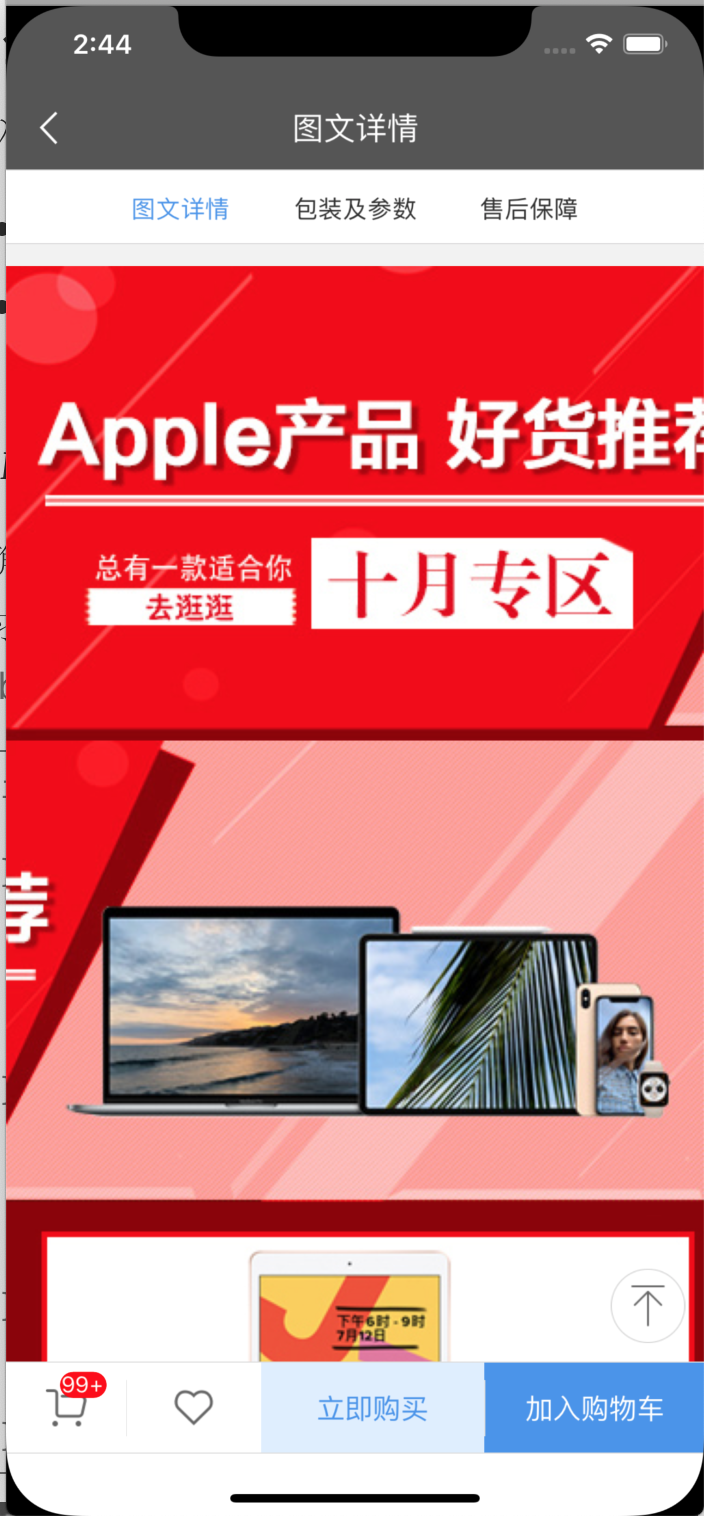 2:44
图文详情
图文详情 包装及参数 售后保障
Apple产品 好货推荐
总有一款适合你
去逛逛
十月专区
荐
下午6时 - 9时
7月12日
99+
立即购买
加入购物车